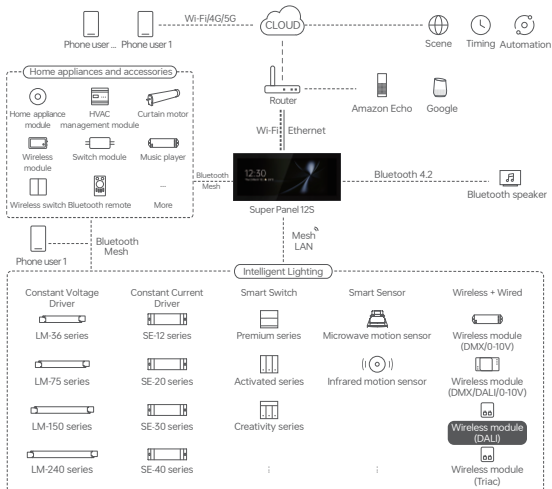 Wi-Fi/4G/5G
CLOUD
Phone user ... Phone user 1
Scene Timing Automation
Home appliances and accessories
Home appliance module
HVAC management module
Curtain motor
Router
Amazon Echo Google
Wi-Fi Ethernet
Wireless module
Switch module
Music player
Bluetooth Mesh
12:30
Bluetooth 4.2
Bluetooth speaker
Wireless switch Bluetooth remote
...
More
Super Panel 12S
Phone user 1
Bluetooth Mesh
Mesh
LAN
Intelligent Lighting
Constant Voltage Driver
Constant Current Driver
Smart Switch
Smart Sensor
Wireless + Wired
LM-36 series
SE-12 series
Premium series
Microwave motion sensor
Wireless module
(DMX/0-10V)
LM-75 series
SE-20 series
Activated series
Infrared motion sensor
Wireless module
(DMX/DALI/0-10V)
LM-150 series
SE-30 series
Creativity series
Wireless module
(DALI)
LM-240 series
SE-40 series
Wireless module
(Triac)